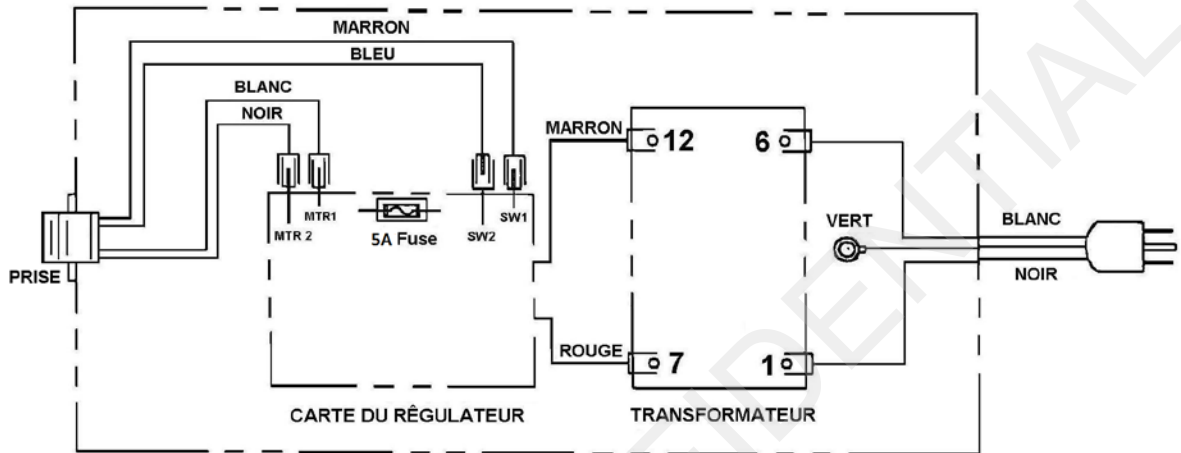 MARRON
BLEU
BLANC
NOIR
MTR 2
MTR1
5A Fuse
SW2
SW1
PRISE
MARRON
ROUGE
12
6
7
1
VERT
BLANC
NOIR
CARTE DU RÊGULATEUR
TRANSFORMATEUR
FIDENTIAL